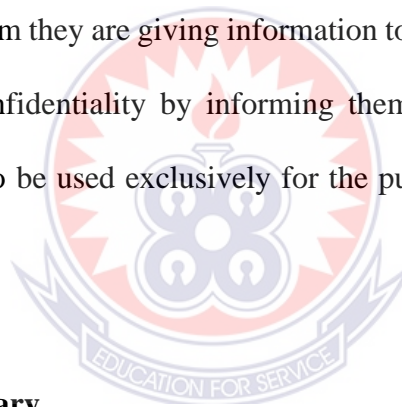 m they are giving information to
nfidentiality by informing them
o be used exclusively for the pu
EDUCATION FOR SERVICE
ary